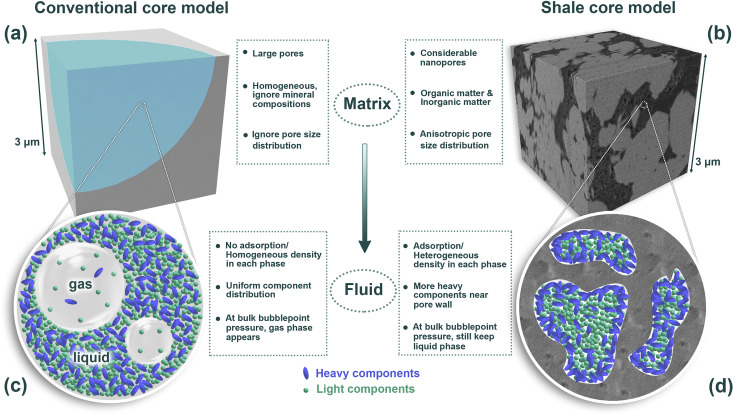 Conventional core model
Shale core model
(a)
3 μm
Large pores
Homogeneous,
ignore mineral
compositions
Ignore pore size
distribution
Matrix
Considerable
nanopores
Organic matter &
Inorganic matter
Anisotropic pore
size distribution
(b)
3 μm
gas
liquid
(c)
No adsorption/
Homogeneous density
in each phase
Uniform component
distribution
At bulk bubblepoint
pressure, gas phase
appears
Fluid
Adsorption/
Heterogeneous
density in each phase
More heavy
components near
pore wall
At bulk bubblepoint
pressure, still keep
liquid phase
(d)
Heavy components
Light components